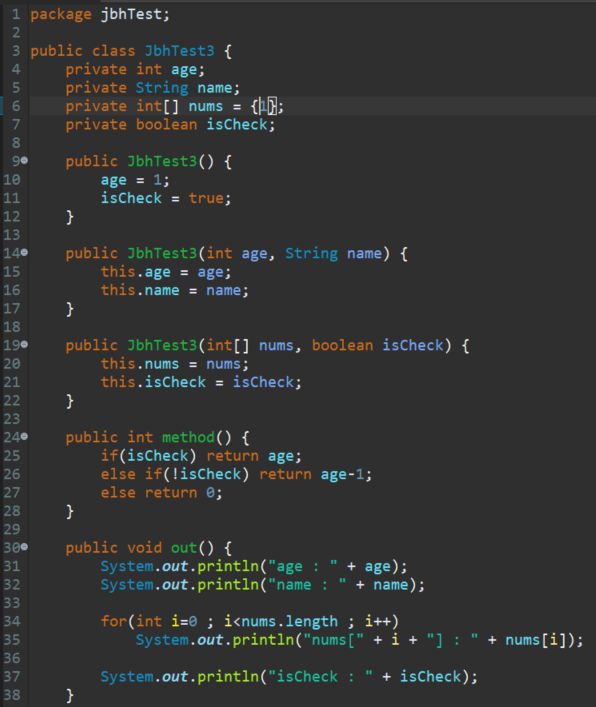 1 package jbhTest;
2
3 public class JbhTest3 {
4     private int age;
5     private String name;
6     private int[] nums = {1};
7     private boolean isCheck;
8
9     public JbhTest3() {
10         age = 1;
11         isCheck = true;
12     }
13
14     public JbhTest3(int age, String name) {
15         this.age = age;
16         this.name = name;
17     }
18
19     public JbhTest3(int[] nums, boolean isCheck) {
20         this.nums = nums;
21         this.isCheck = isCheck;
22     }
23
24     public int method() {
25         if(isCheck) return age;
26         else if(!isCheck) return age-1;
27         else return 0;
28     }
29
30     public void out() {
31         System.out.println("age : " + age);
32         System.out.println("name : " + name);
33
34         for(int i=0 ; i<nums.length ; i++)
35             System.out.println("nums[" + i + "] : " + nums[i]);
36
37         System.out.println("isCheck : " + isCheck);
38     }